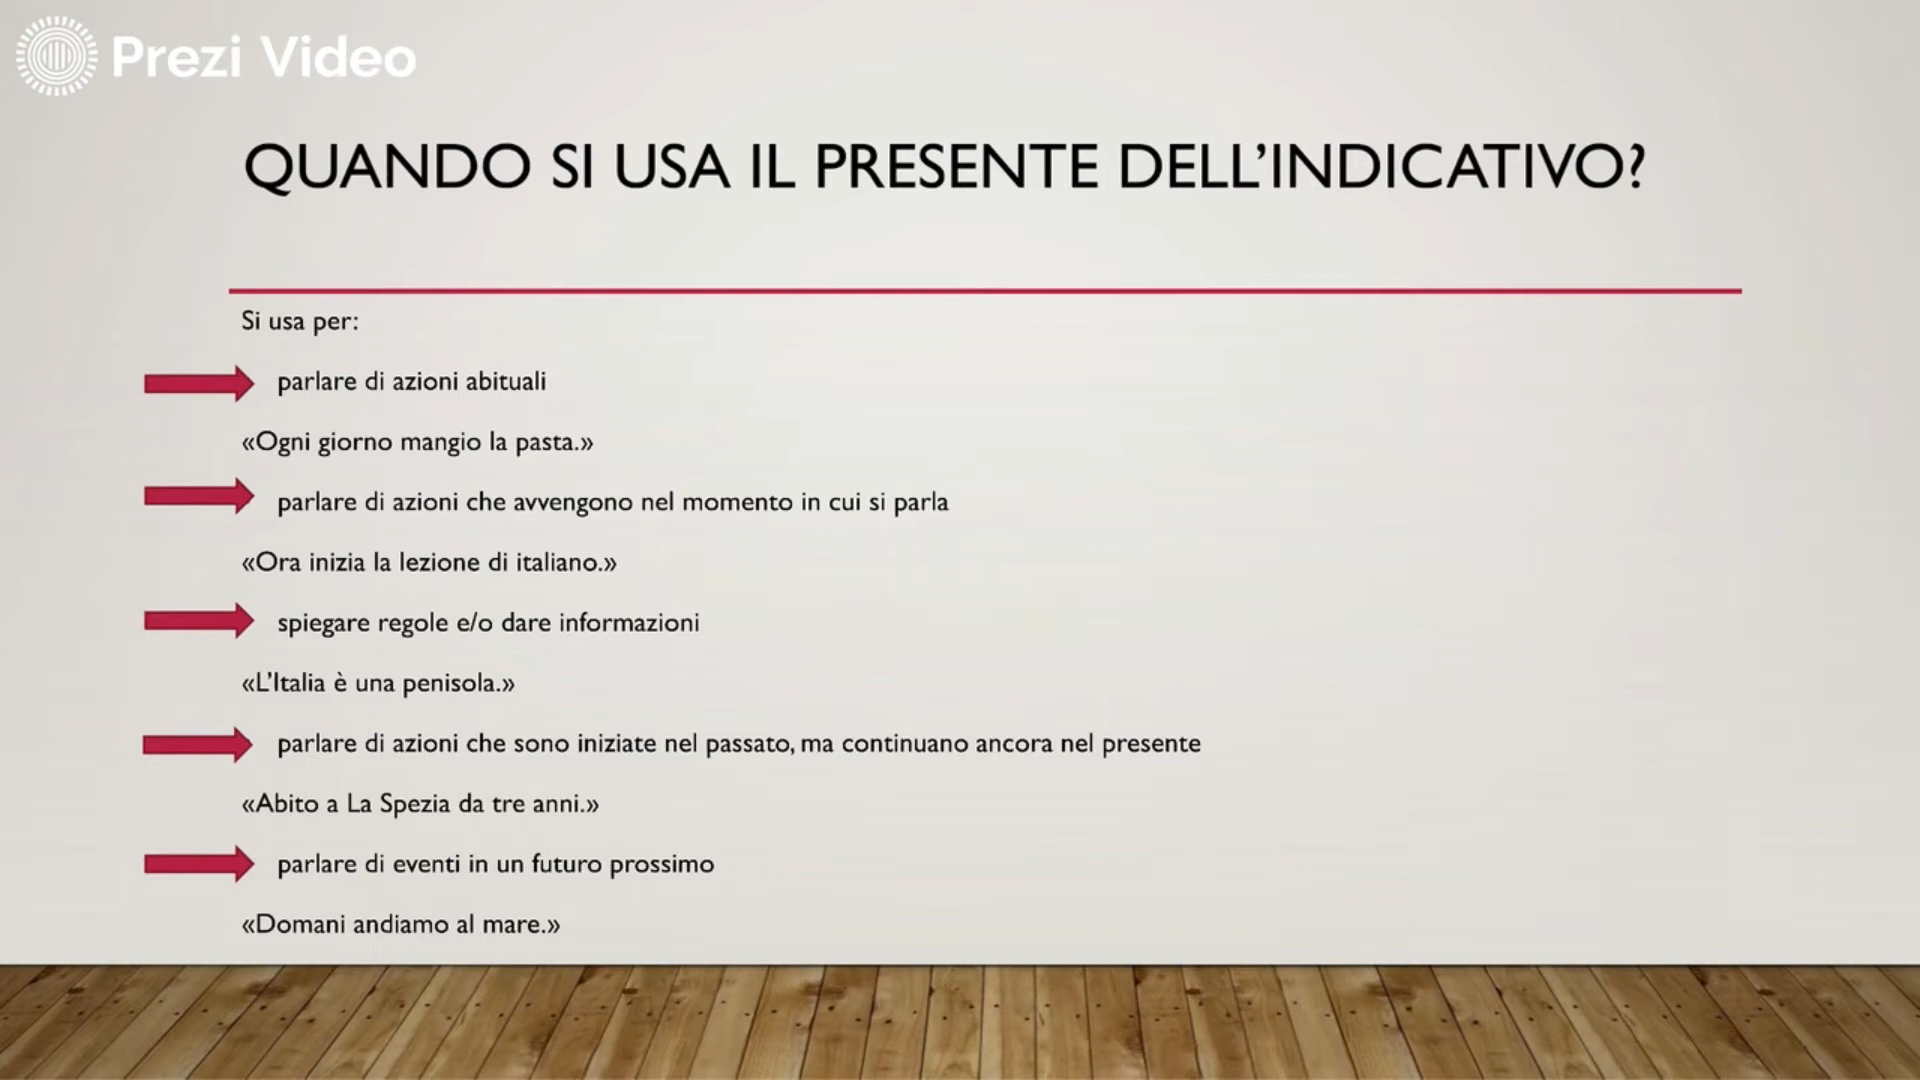 Prezi Video
QUANDO SI USA IL PRESENTE DELL’INDICATIVO?
Si usa per:
parlare di azioni abituali
«Ogni giorno mangio la pasta.»
parlare di azioni che avvengono nel momento in cui si parla
«Ora inizia la lezione di italiano.»
spiegare regole e/o dare informazioni
«L’Italia è una penisola.»
parlare di azioni che sono iniziate nel passato, ma continuano ancora nel presente
«Abito a La Spezia da tre anni.»
parlare di eventi in un futuro prossimo
«Domani andiamo al mare.»